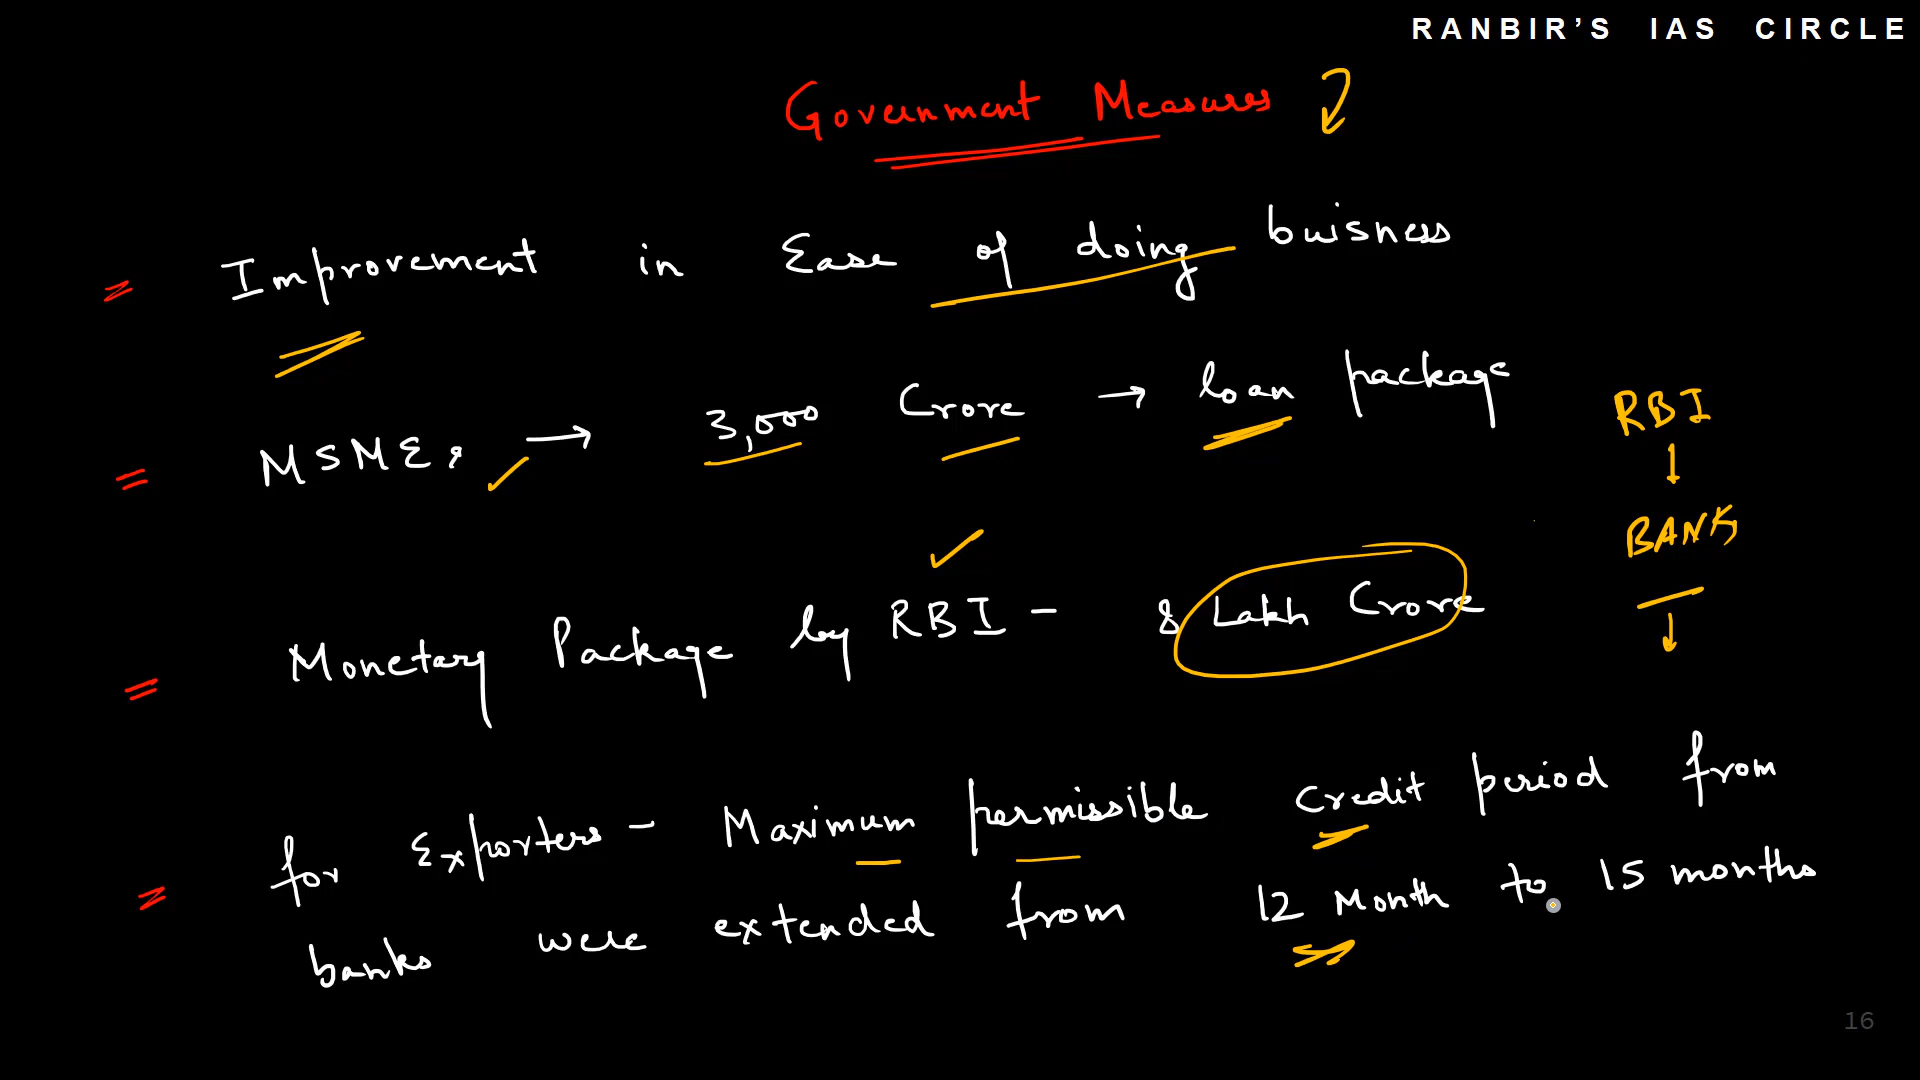 RANBIR'S IAS CIRCLE
Government Measures
= Improvement in Ease of doing buisness
= MSMEs → 3,000 Crore → loan package
RBI
↓
BANK
↓
= Monetary Package by RBI - 8 Lakh Crore
= for Exporters - Maximum permissible Credit period from
banks were extended from 12 Month to 15 months
16